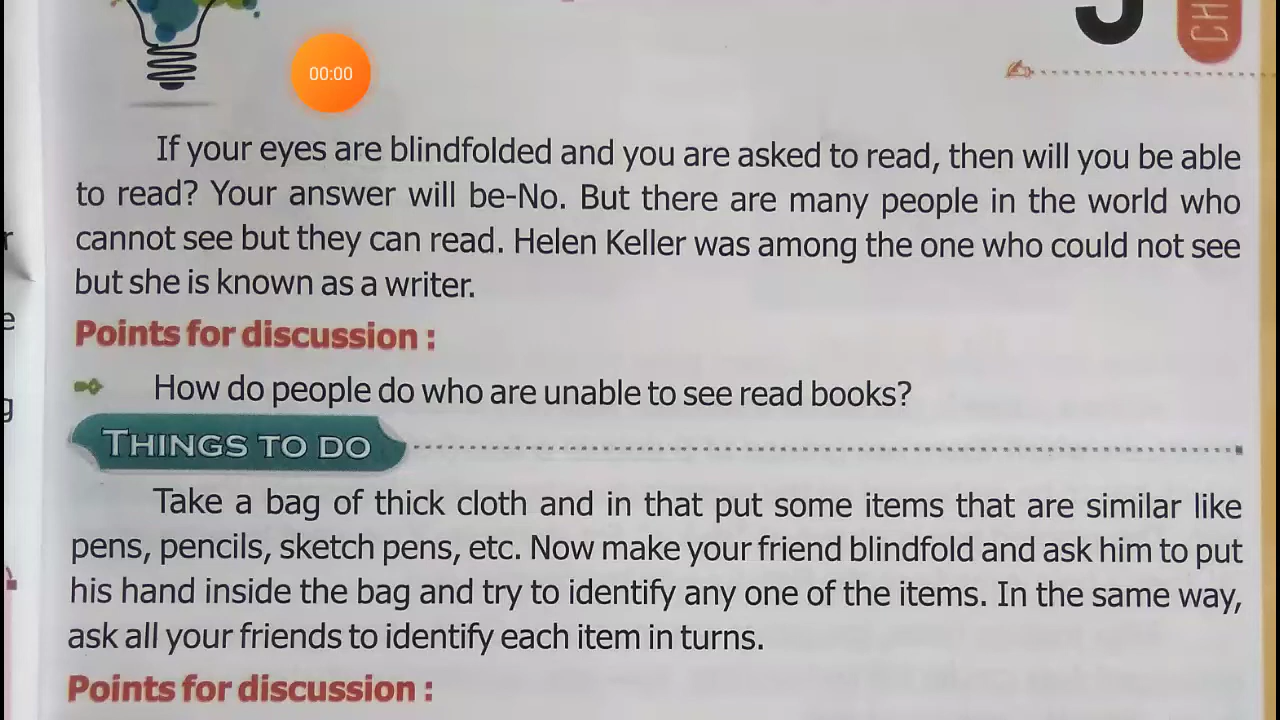 CH
00:00
If your eyes are blindfolded and you are asked to read, then will you be able
to read? Your answer will be-No. But there are many people in the world who
cannot see but they can read. Helen Keller was among the one who could not see
but she is known as a writer.
Points for discussion :
How do people do who are unable to see read books?
THINGS TO DO
Take a bag of thick cloth and in that put some items that are similar like
pens, pencils, sketch pens, etc. Now make your friend blindfold and ask him to put
his hand inside the bag and try to identify any one of the items. In the same way,
ask all your friends to identify each item in turns.
Points for discussion :